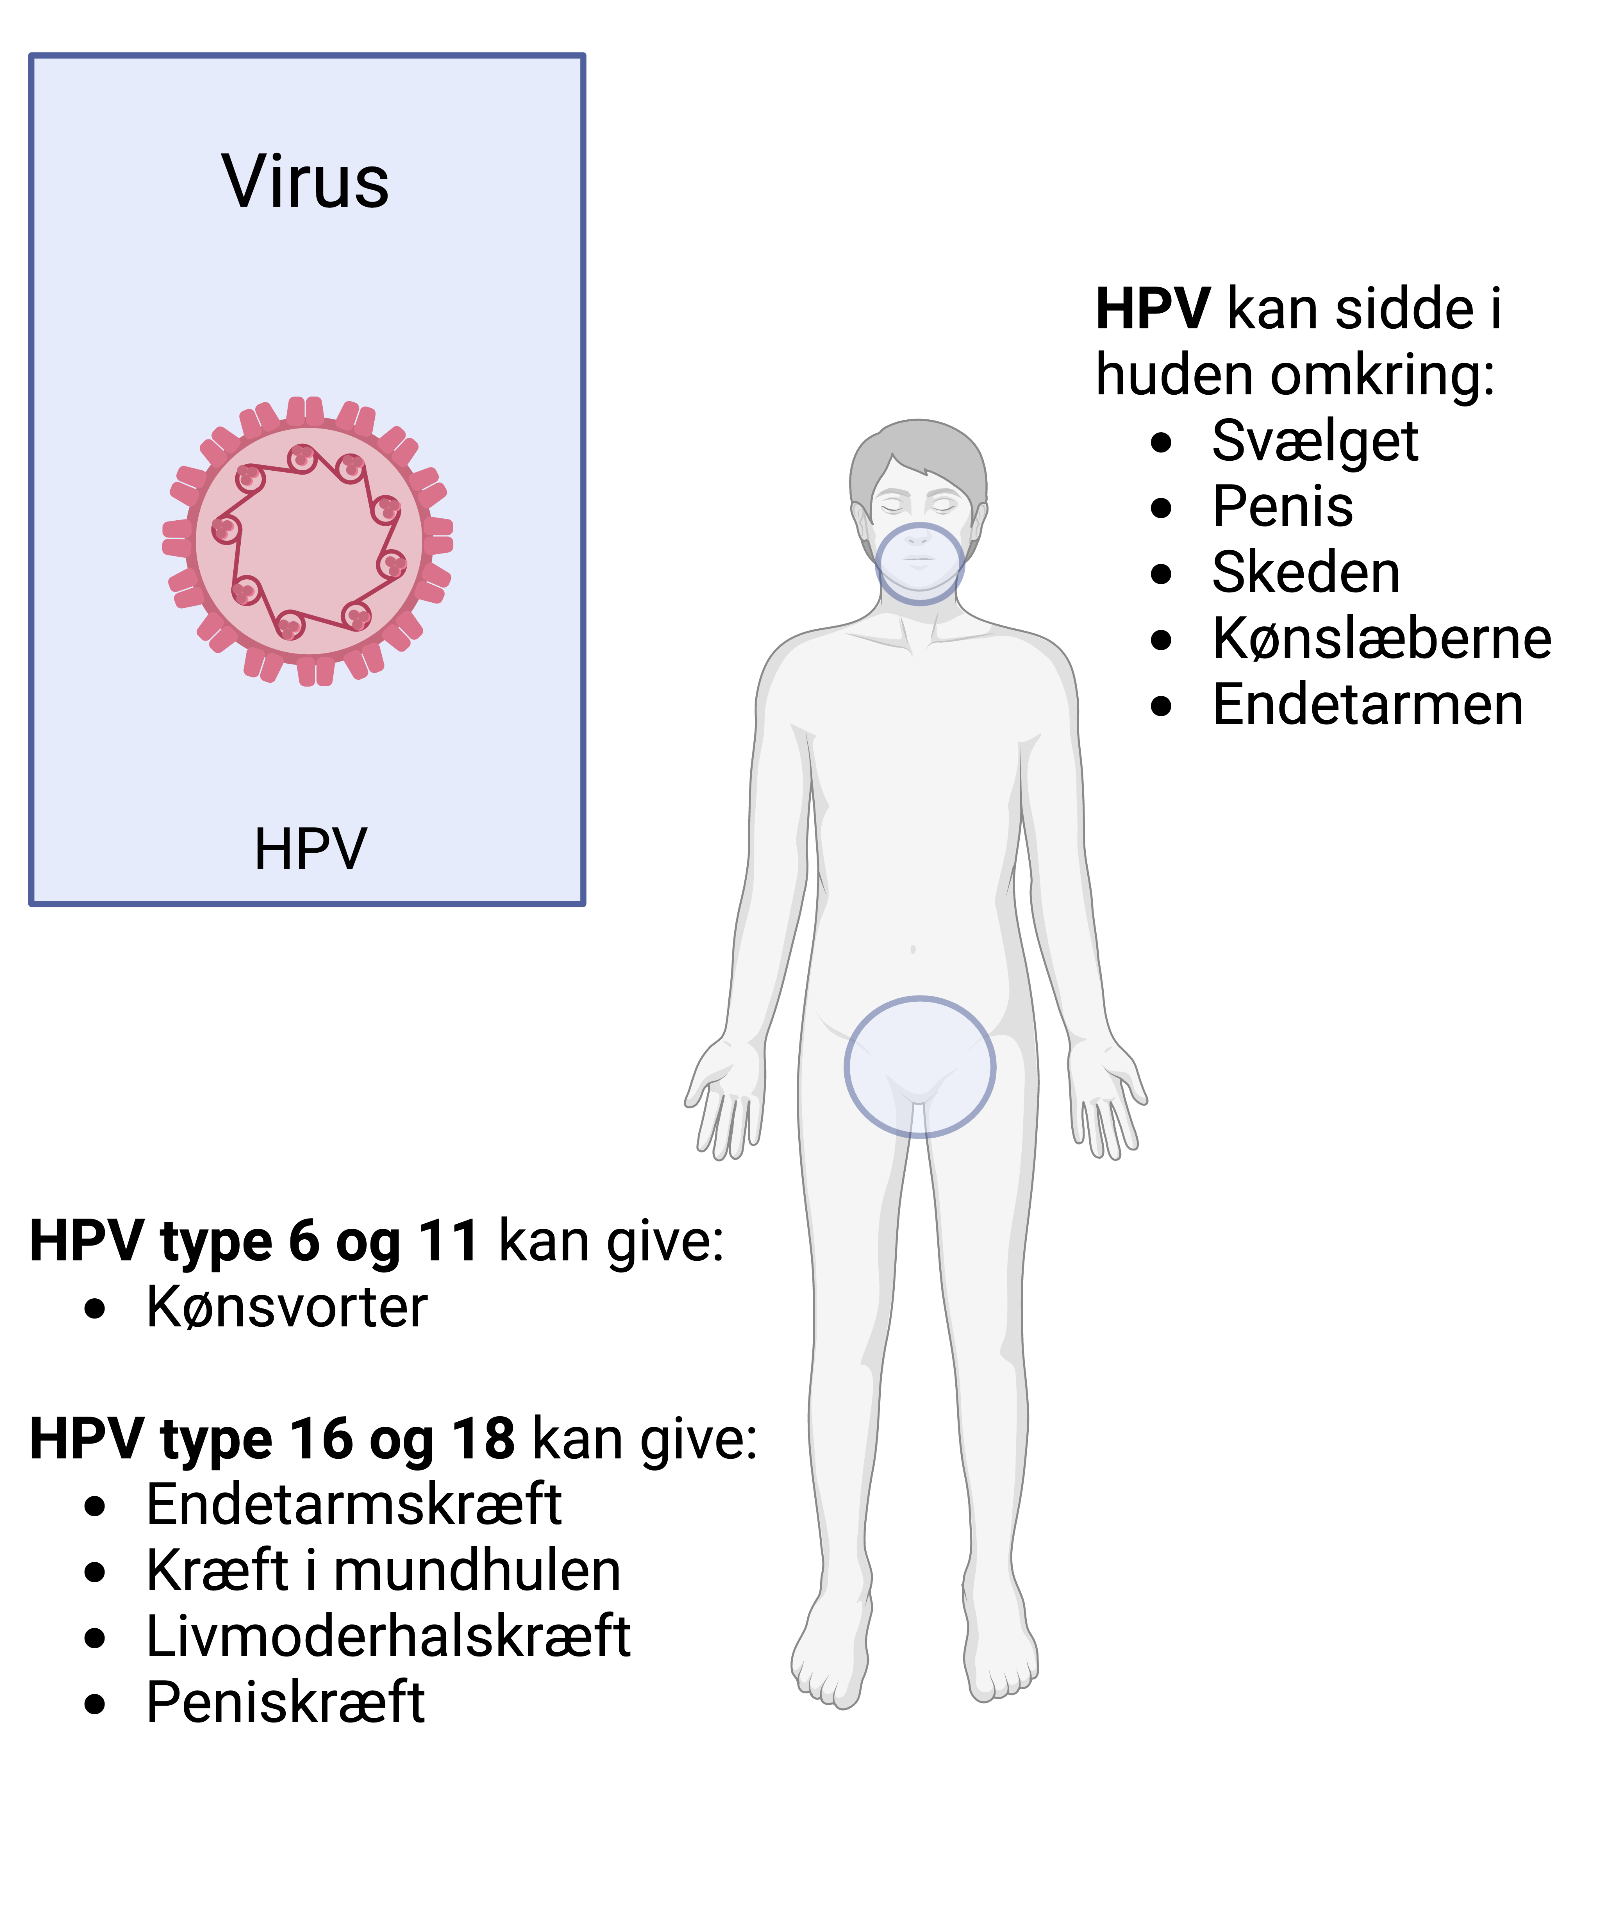 Virus
HPV
HPV kan sidde i
huden omkring:
• Svælget
• Penis
• Skeden
• Kønslæberne
• Endetarmen
HPV type 6 og 11 kan give:
• Kønsvorter
HPV type 16 og 18 kan give:
• Endetarmskræft
• Kræft i mundhulen
• Livmoderhalskræft
• Peniskræft